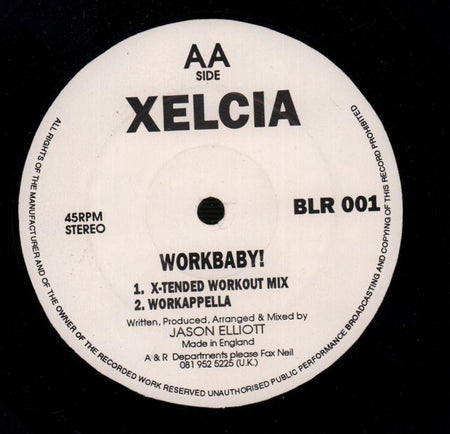 AA
SIDE
XELCIA
45RPM
STEREO
BLR 001
WORKBABY!
1. X-TENDED WORKOUT MIX
2. WORKAPPELLA
Written, Produced, Arranged & Mixed by
JASON ELLIOTT
Made in England
A & R Departments please Fax Neil
081 952 5225 (U.K.)
ALL RIGHTS OF THE MANUFACTURER AND OF THE OWNER OF THE RECORDED WORK RESERVED UNAUTHORISED PUBLIC PERFORMANCE BROADCASTING AND COPYING OF THIS RECORD PROHIBITED